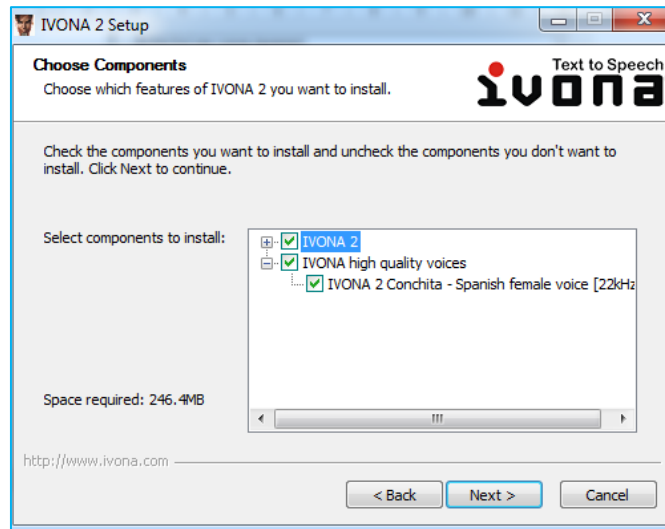 IVONA 2 Setup
Choose Components
Choose which features of IVONA 2 you want to install.
Text to Speech
ivona
Check the components you want to install and uncheck the components you don't want to
install. Click Next to continue.
Select components to install:
IVONA 2
IVONA high quality voices
IVONA 2 Conchita - Spanish female voice [22kHz
Space required: 246.4MB
http://www.ivona.com
< Back
Next >
Cancel